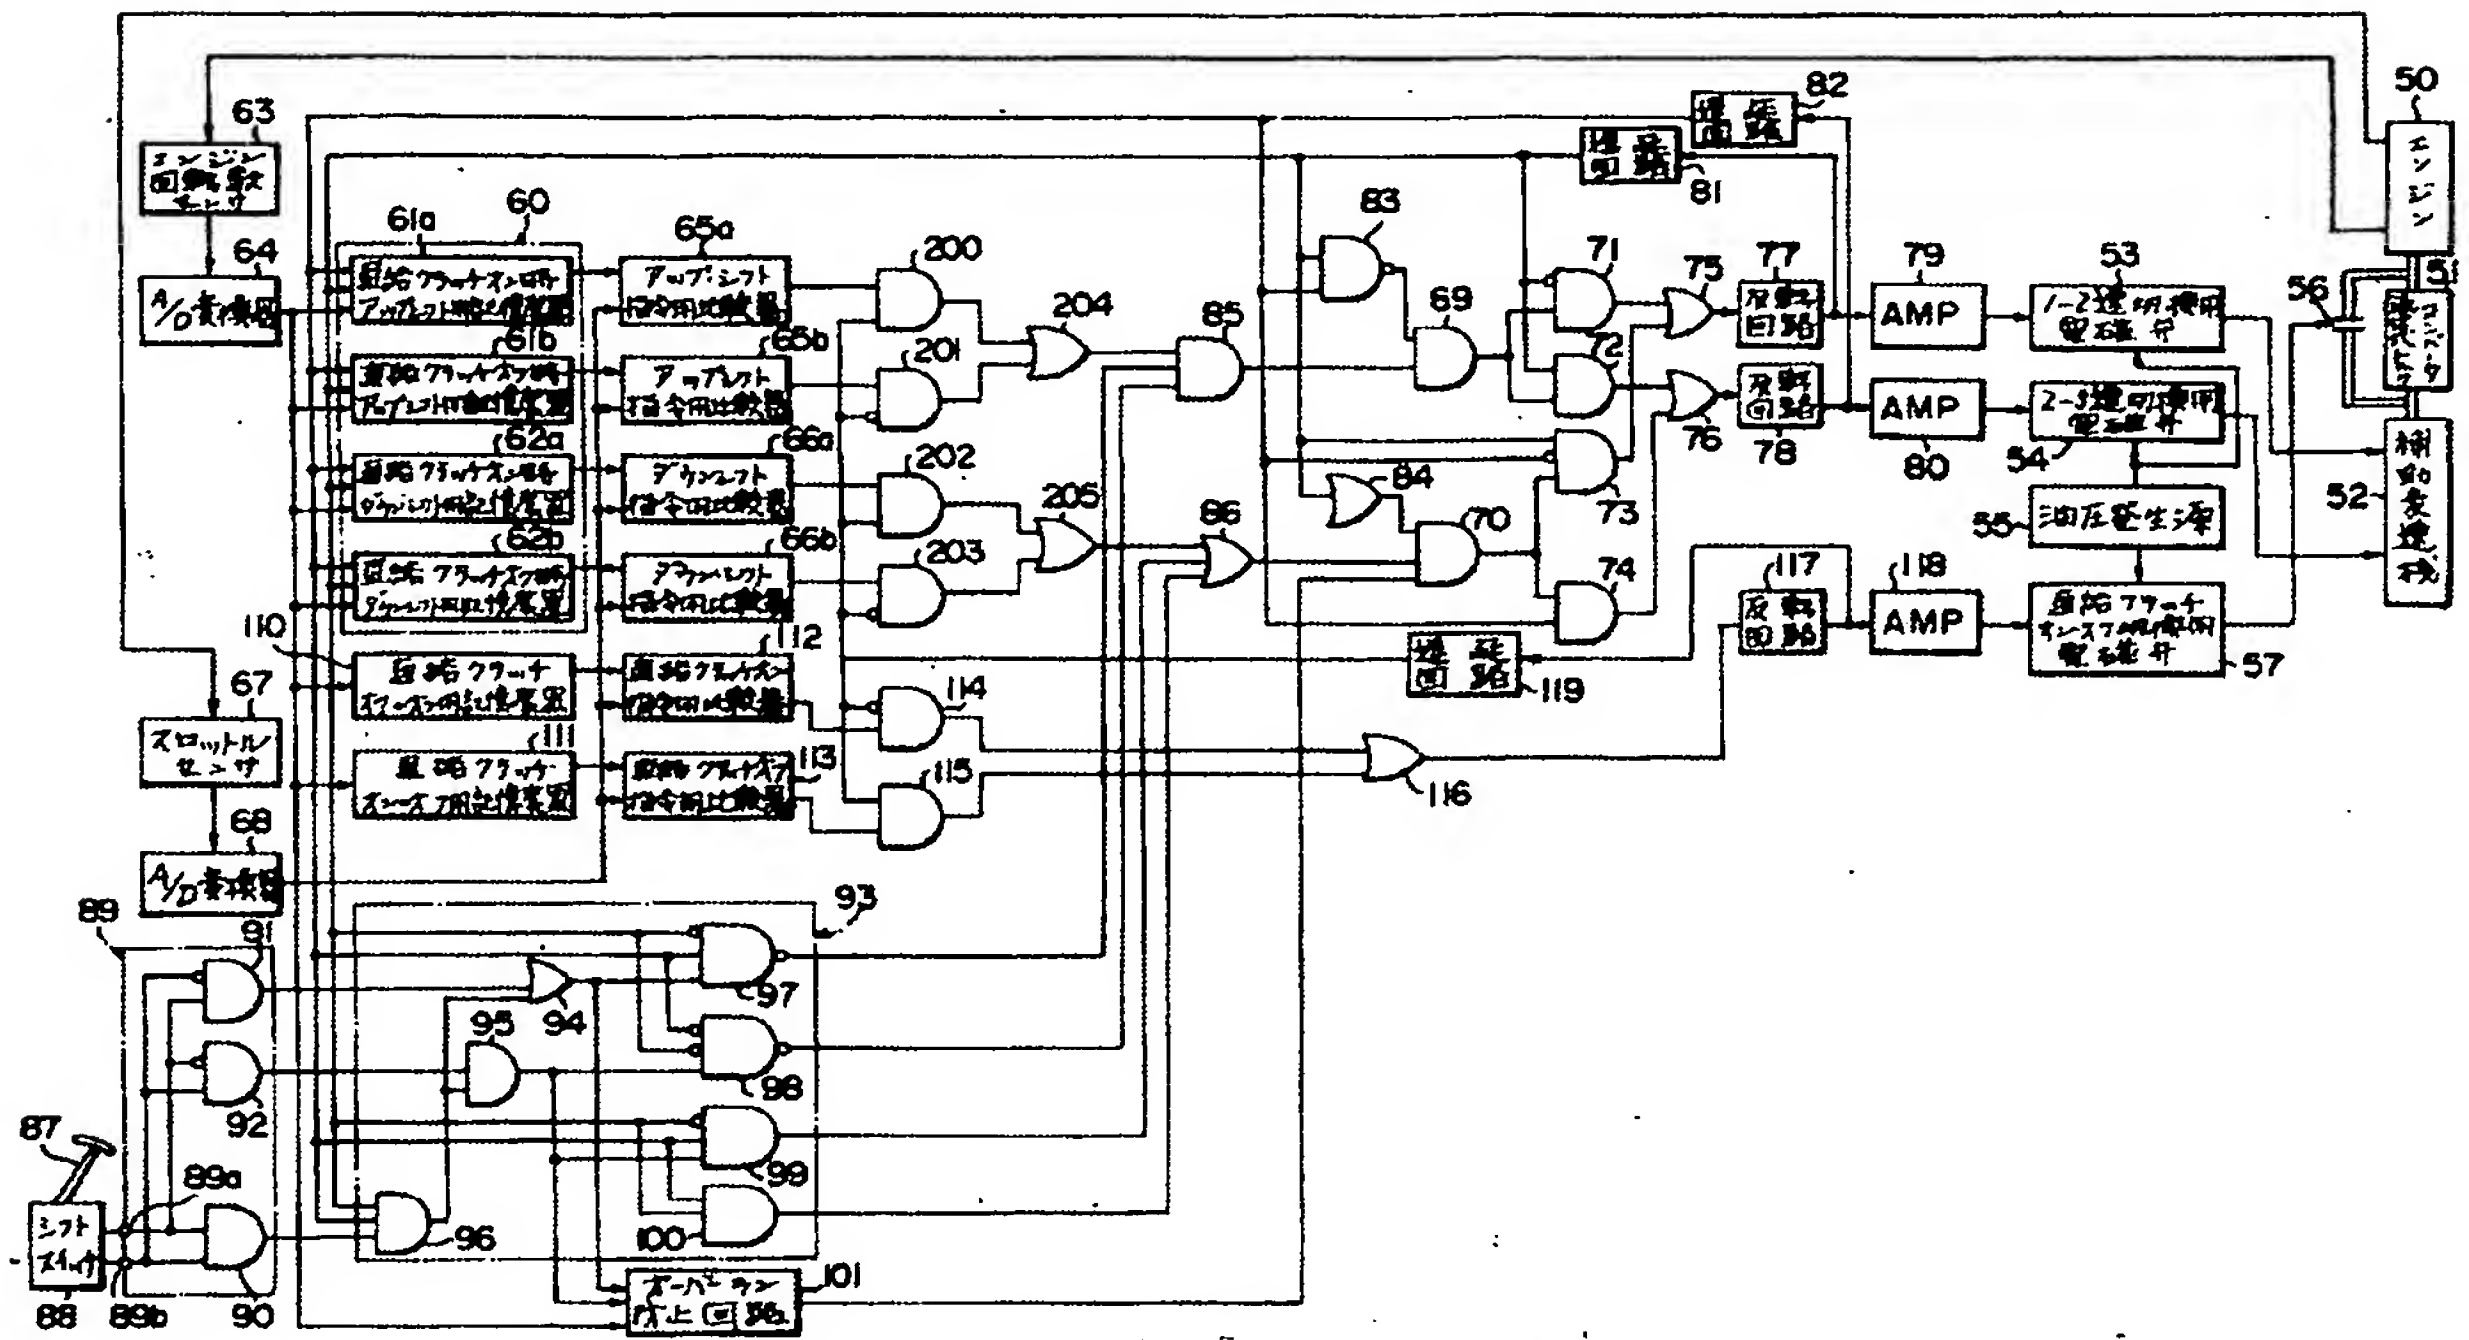 50
82
エンジン
63
81
エンジン
回転数
センサ
60
83
51
61a
65a
200
71
75
77
79
53
56
64
直結クラッチオン時
アップシフト用記憶装置
アップシフト
指令用比較器
204
85
69
反転
回路
AMP
1-2速切換用
電磁弁
A/D変換器
61b
65b
201
72
直結クラッチオフ時
アップシフト用記憶装置
アップシフト
指令用比較器
76
反転
回路
78
AMP
80
2-3速切換用
電磁弁
54
62a
66a
202
84
73
52
直結クラッチオン時
ダウンシフト用記憶装置
ダウンシフト
指令用比較器
205
86
70
55
油圧発生源
補助変速機
62b
66b
203
74
117
118
直結クラッチオフ時
ダウンシフト用記憶装置
ダウンシフト
指令用比較器
反転
回路
AMP
直結クラッチ
オン-オフ切換用
電磁弁
57
110
112
直結クラッチ
オフ-オン用記憶装置
直結クラッチオン
指令用比較器
114
119
67
スロットル
センサ
111
113
直結クラッチ
オン-オフ用記憶装置
直結クラッチオフ
指令用比較器
115
116
68
A/D変換器
89
91
93
94
97
95
98
92
87
89a
99
シフト
スイッチ
96
100
88
89b
90
オーバーラン
防止回路
101